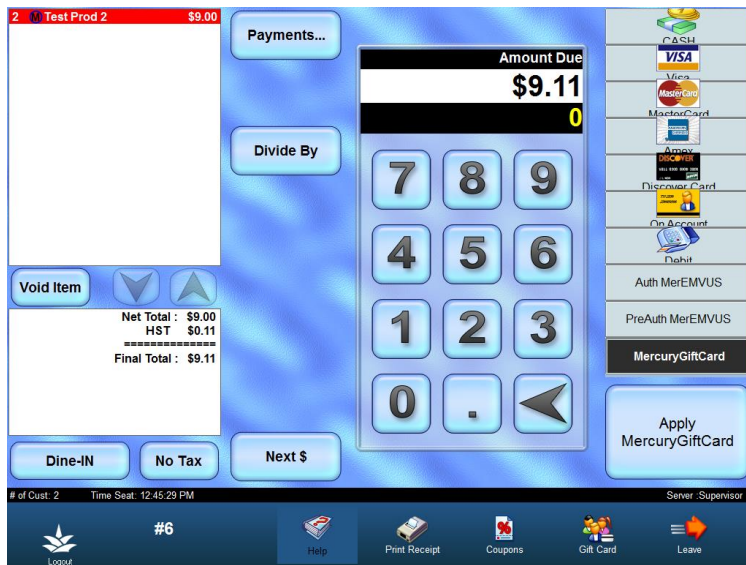 2 M Test Prod 2 $9.00
Payments...
Divide By
Void Item
Net Total : $9.00
HST $0.11
===============
Final Total : $9.11
Dine-IN
No Tax
Next $
Amount Due
$9.11
0
7 8 9
4 5 6
1 2 3
0 .
CASH
VISA
Visa
MasterCard
MasterCard
Amex
DISCOVER
Discover Card
On Account
Debit
Auth MerEMVUS
PreAuth MerEMVUS
MercuryGiftCard
Apply
MercuryGiftCard
# of Cust: 2 Time Seat: 12:45:29 PM Server :Supervisor
Logout
#6
Help
Print Receipt
%
Coupons
Gift Card
Leave